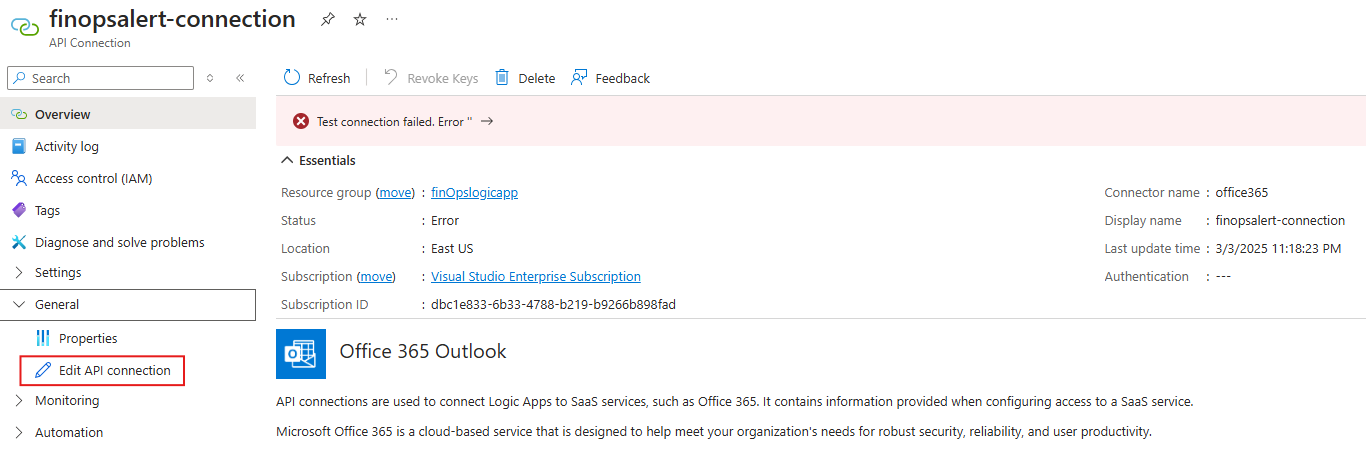 finopsalert-connection
API Connection
Search
Overview
Activity log
Access control (IAM)
Tags
Diagnose and solve problems
Settings
General
Properties
Edit API connection
Monitoring
Automation
Refresh
Revoke Keys
Delete
Feedback
Test connection failed. Error ''
Essentials
Resource group (move) : finOpslogicapp
Status : Error
Location : East US
Subscription (move) : Visual Studio Enterprise Subscription
Subscription ID : dbc1e833-6b33-4788-b219-b9266b898fad
Connector name : office365
Display name : finopsalert-connection
Last update time : 3/3/2025 11:18:23 PM
Authentication : ---
Office 365 Outlook
API connections are used to connect Logic Apps to SaaS services, such as Office 365. It contains information provided when configuring access to a SaaS service.
Microsoft Office 365 is a cloud-based service that is designed to help meet your organization's needs for robust security, reliability, and user productivity.